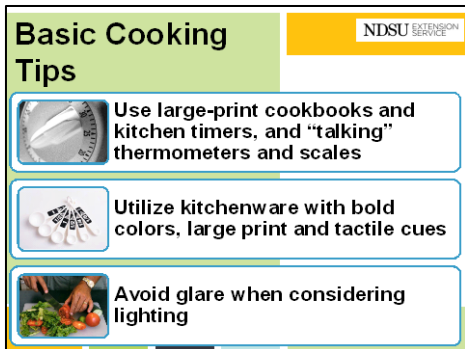 Basic Cooking
Tips
NDSU EXTENSION
SERVICE
Use large-print cookbooks and
kitchen timers, and “talking”
thermometers and scales
Utilize kitchenware with bold
colors, large print and tactile cues
Avoid glare when considering
lighting